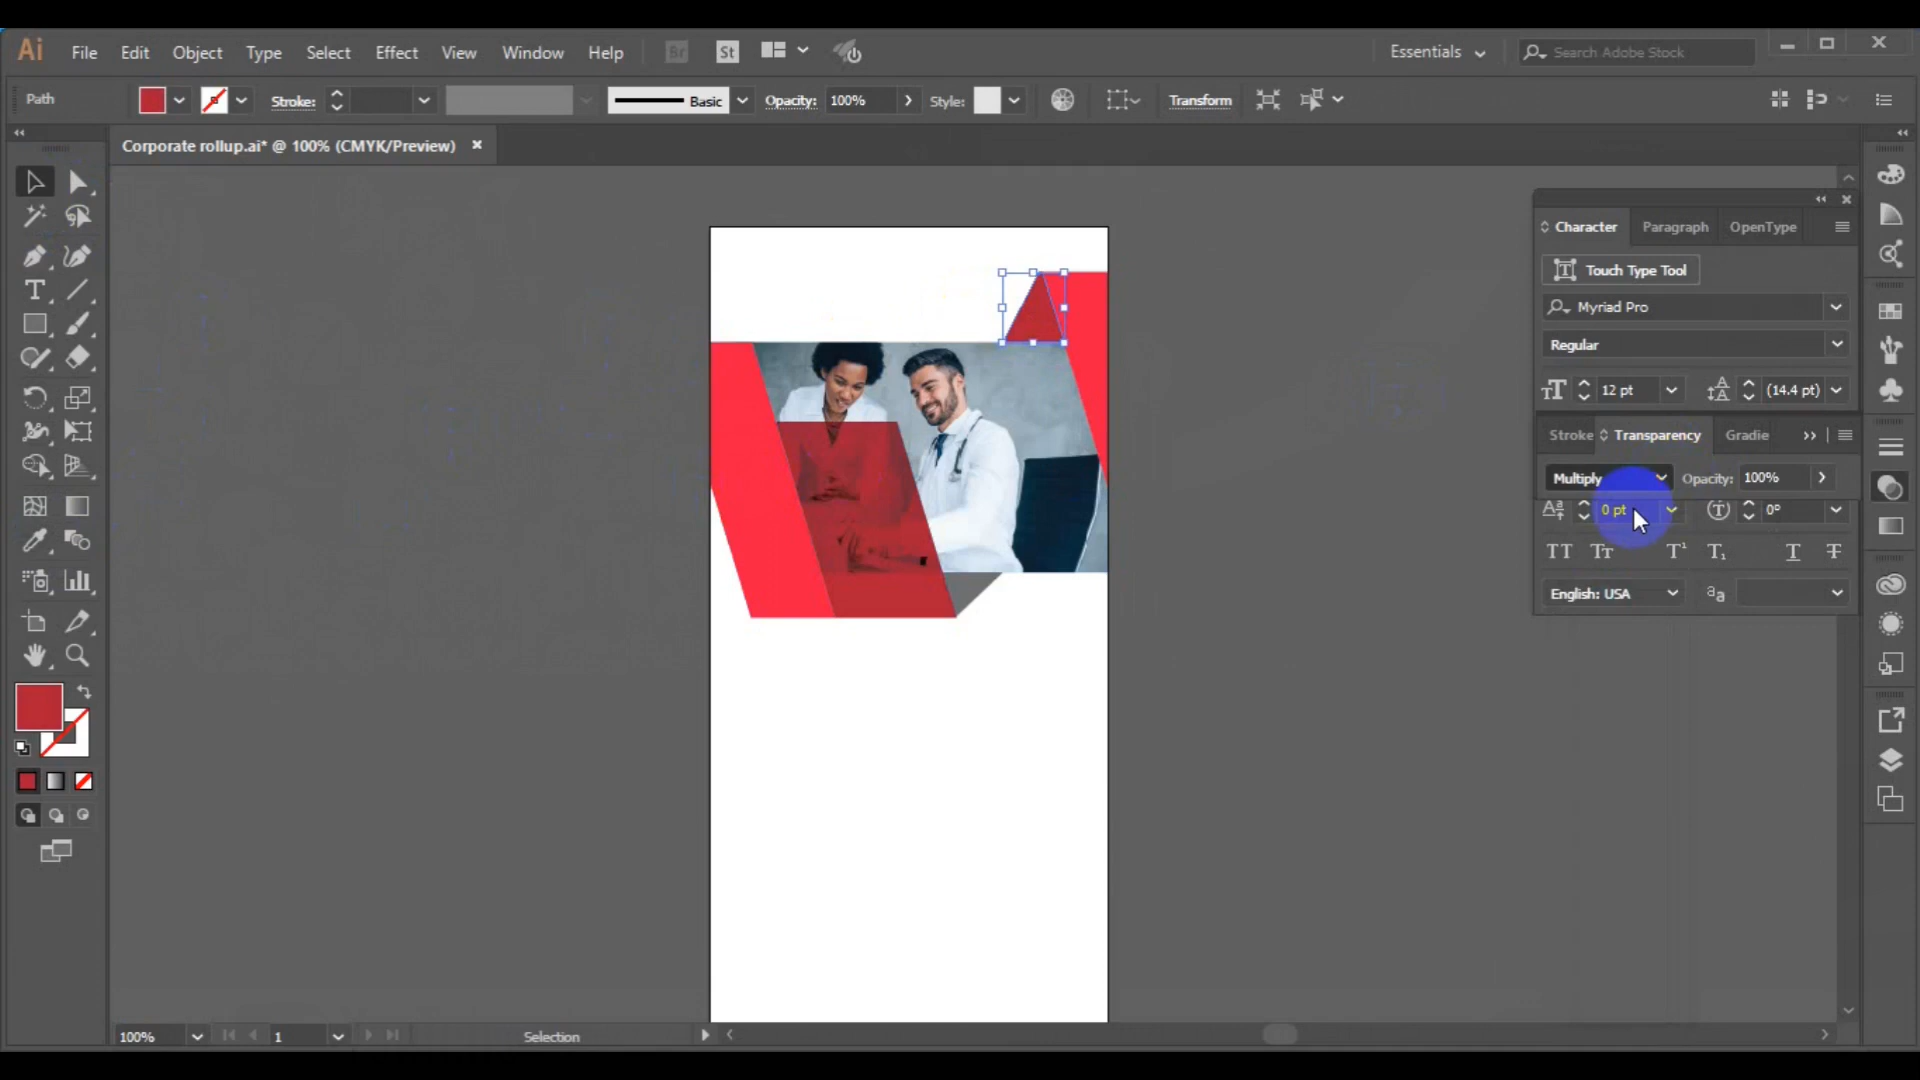 Ai File Edit Object Type Select Effect View Window Help Br St Essentials Search Adobe Stock
Path Stroke: Basic Opacity: 100% Style: Transform
Corporate rollup.ai* @ 100% (CMYK/Preview)
Character Paragraph OpenType
Touch Type Tool
Myriad Pro
Regular
12 pt (14.4 pt)
Stroke Transparency Gradie
Multiply Opacity: 100%
0 pt 0°
English: USA
100% 1 Selection